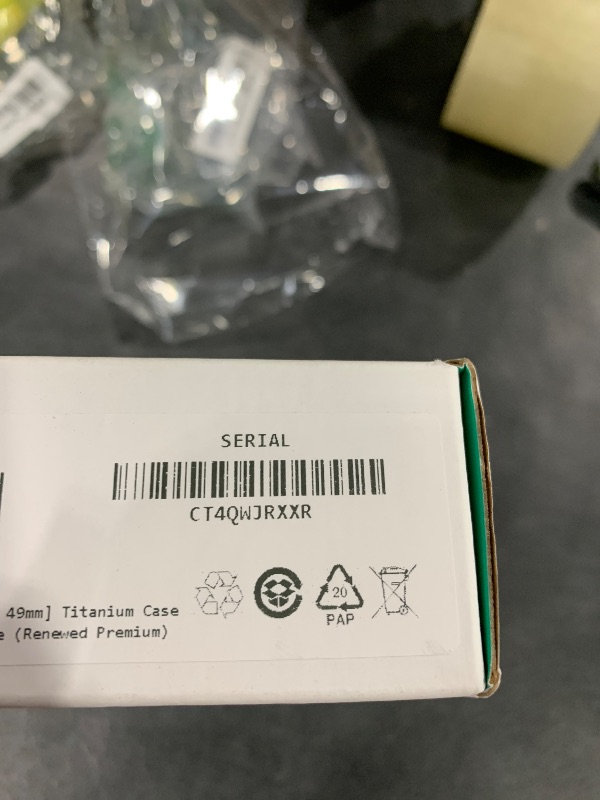 SERIAL
CT4QWJRXXR
20
PAP
49mm] Titanium Case
e (Renewed Premium)